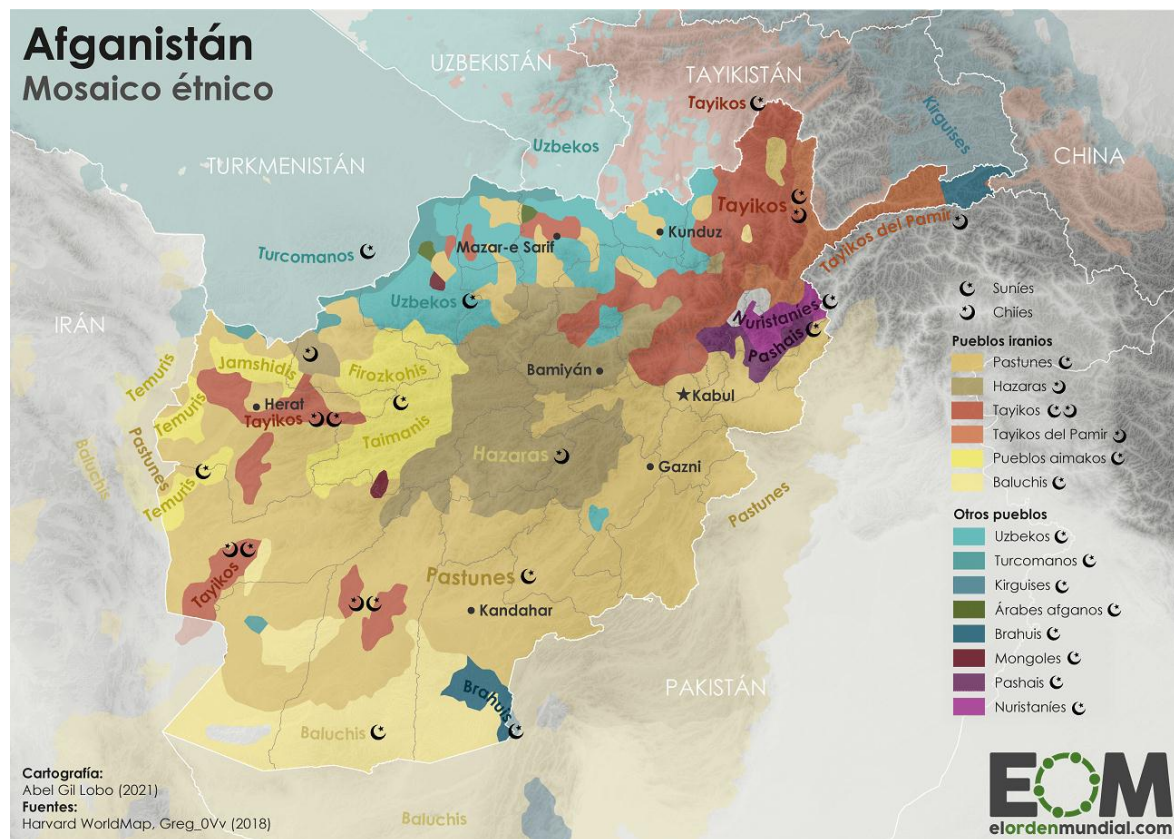 Afganistán
Mosaico étnico
UZBEKISTÁN
TAYIKISTÁN
Tayikos
Kirguises
CHINA
Uzbekos
TURKMENISTÁN
Tayikos
Tayikos del Pamir
Kunduz
Mazar-e Sarif
Turcomanos
Uzbekos
IRÁN
Nuristaníes
Pashais
Temuris
Jamshidis
Firozkohis
Bamiyán
Kabul
Temuris
Herat
Tayikos
Taimanis
Baluchis
Pastunes
Hazaras
Gazni
Temuris
Pastunes
Tayikos
Pastunes
Kandahar
PAKISTÁN
Brahuis
Baluchis
Baluchis
Suníes
Chiíes
Pueblos iranios
Pastunes
Hazaras
Tayikos
Tayikos del Pamir
Pueblos aimakos
Baluchis
Otros pueblos
Uzbekos
Turcomanos
Kirguises
Árabes afganos
Brahuis
Mongoles
Pashais
Nuristaníes
Cartografía:
Abel Gil Lobo (2021)
Fuentes:
Harvard WorldMap, Greg_0Vv (2018)
EOM
elordenmundial.com